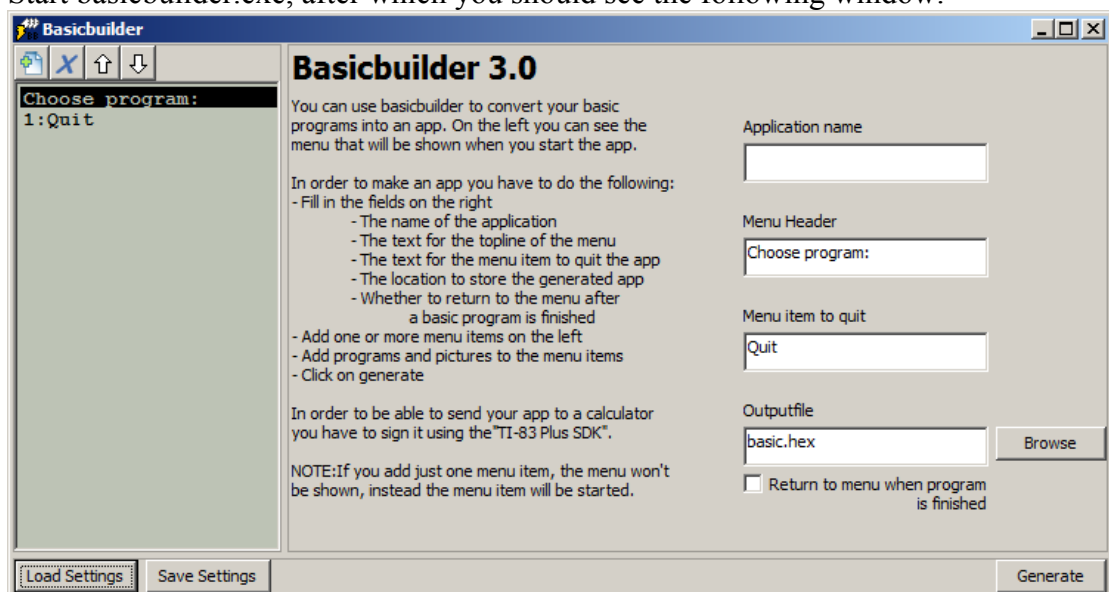 Start basicbuilder.exe, after which you should see the following window:
Basicbuilder
Choose program:
1:Quit
Basicbuilder 3.0
You can use basicbuilder to convert your basic
programs into an app. On the left you can see the
menu that will be shown when you start the app.
In order to make an app you have to do the following:
- Fill in the fields on the right
- The name of the application
- The text for the topline of the menu
- The text for the menu item to quit the app
- The location to store the generated app
- Whether to return to the menu after
a basic program is finished
- Add one or more menu items on the left
- Add programs and pictures to the menu items
- Click on generate
In order to be able to send your app to a calculator
you have to sign it using the"TI-83 Plus SDK".
NOTE:If you add just one menu item, the menu won't
be shown, instead the menu item will be started.
Application name
Menu Header
Choose program:
Menu item to quit
Quit
Outputfile
basic.hex
Browse
Return to menu when program
is finished
Load Settings
Save Settings
Generate